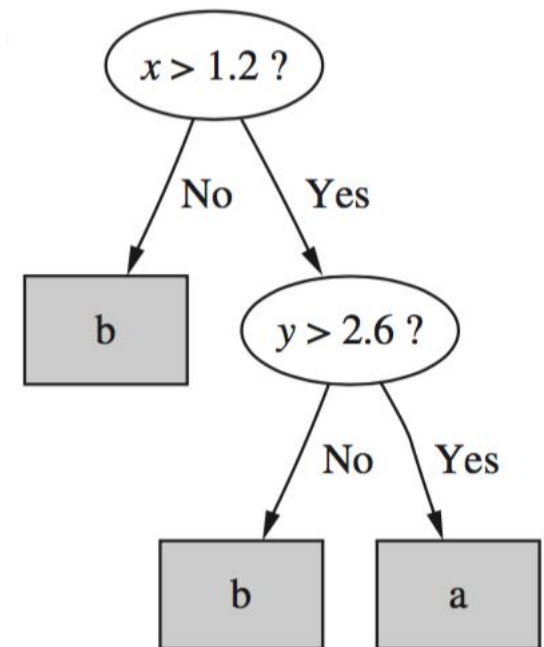 x > 1.2 ?
No
Yes
b
y > 2.6 ?
No
Yes
b
a